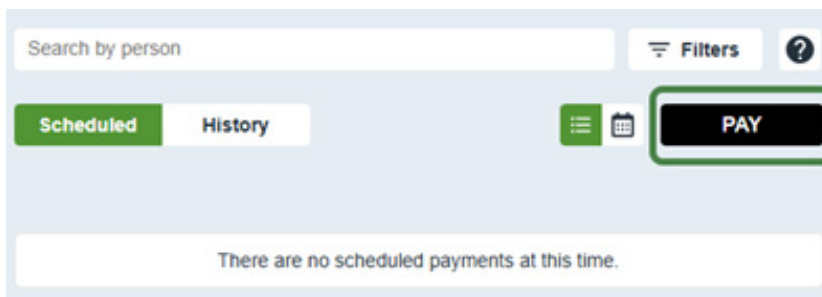 Search by person
Filters
?
Scheduled
History
PAY
There are no scheduled payments at this time.